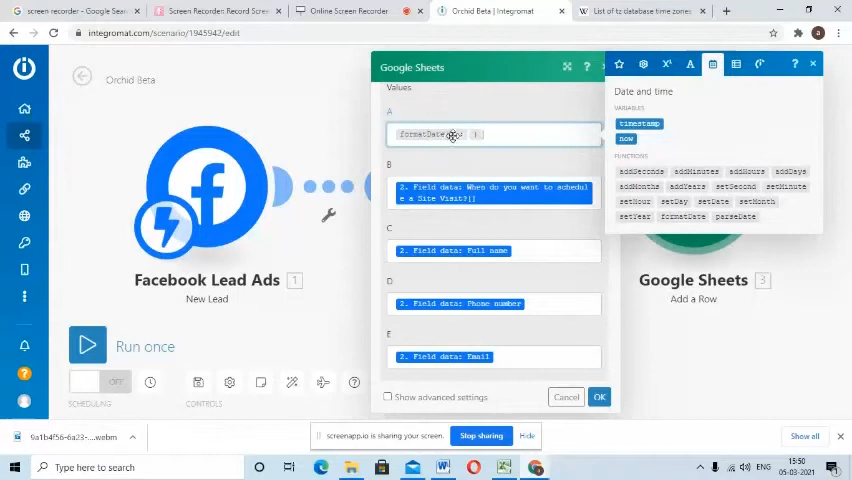 screen recorder - Google Sear
Screen Recorder: Record Scree
Online Screen Recorder
Orchid Beta | Integromat
List of tz database time zones
integromat.com/scenario/1945942/edit
Orchid Beta
Google Sheets
Values
A
formatDate(
)
B
2. Field data: When do you want to schedul
e a Site Visit?[]
C
2. Field data: Full name
D
2. Field data: Phone number
E
2. Field data: Email
Show advanced settings
Cancel
OK
Date and time
VARIABLES
timestamp
now
FUNCTIONS
addSeconds addMinutes addHours addDays
addMonths addYears setSecond setMinute
setHour setDay setDate setMonth
setYear formatDate parseDate
Facebook Lead Ads 1
New Lead
Google Sheets 3
Add a Row
Run once
OFF
SCHEDULING
CONTROLS
screenapp.io is sharing your screen.
Stop sharing
Hide
9a1b4f56-6a23-....webm
Show all
Type here to search
ENG
15:50
05-03-2021